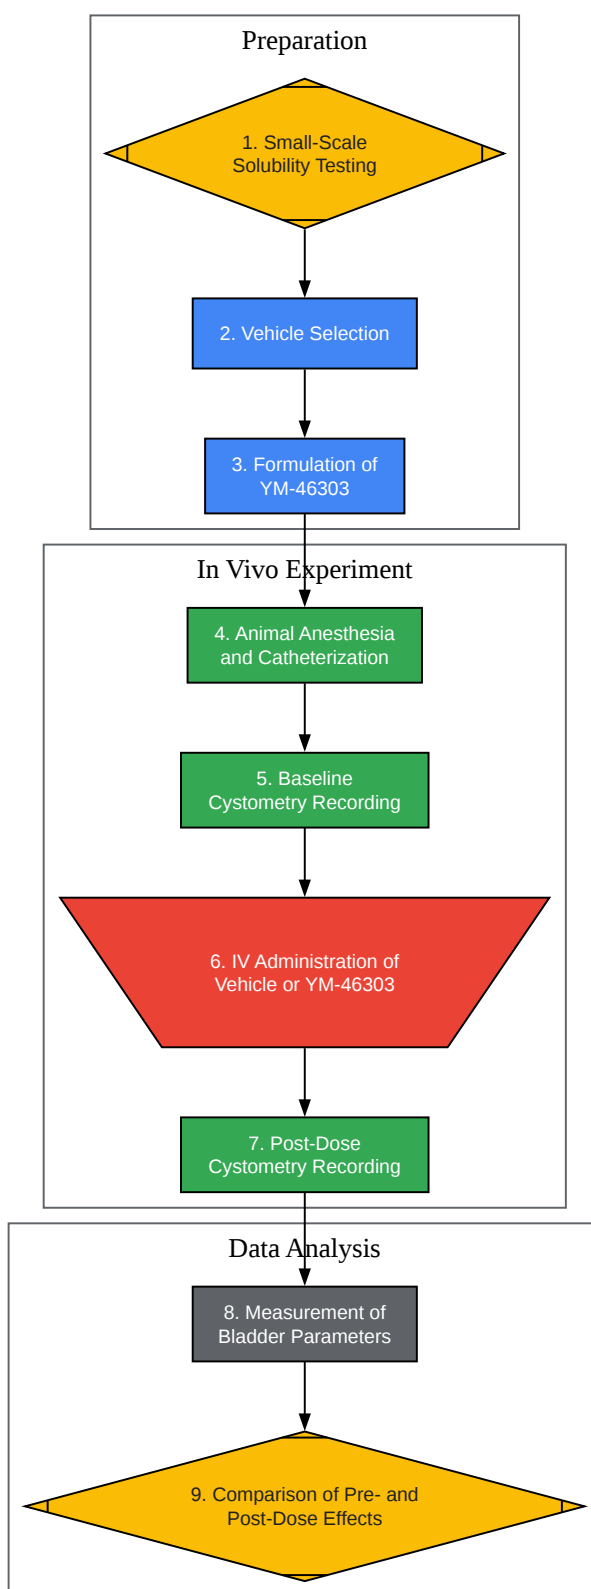 Preparation
1. Small-Scale
Solubility Testing
2. Vehicle Selection
3. Formulation of
YM-46303
In Vivo Experiment
4. Animal Anesthesia
and Catheterization
5. Baseline
Cystometry Recording
6. IV Administration of
Vehicle or YM-46303
7. Post-Dose
Cystometry Recording
Data Analysis
8. Measurement of
Bladder Parameters
9. Comparison of Pre- and
Post-Dose Effects